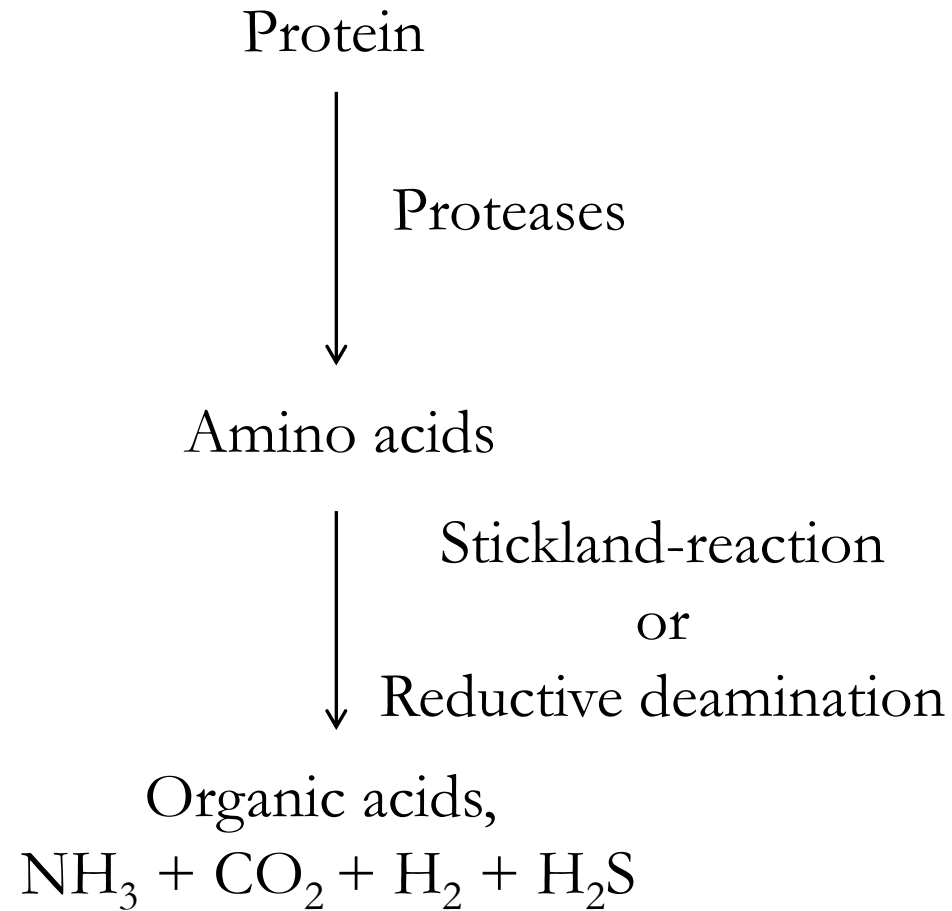 Protein
Proteases
Amino acids
Stickland-reaction
or
Reductive deamination
Organic acids,
NH₃ + CO₂ + H₂ + H₂S